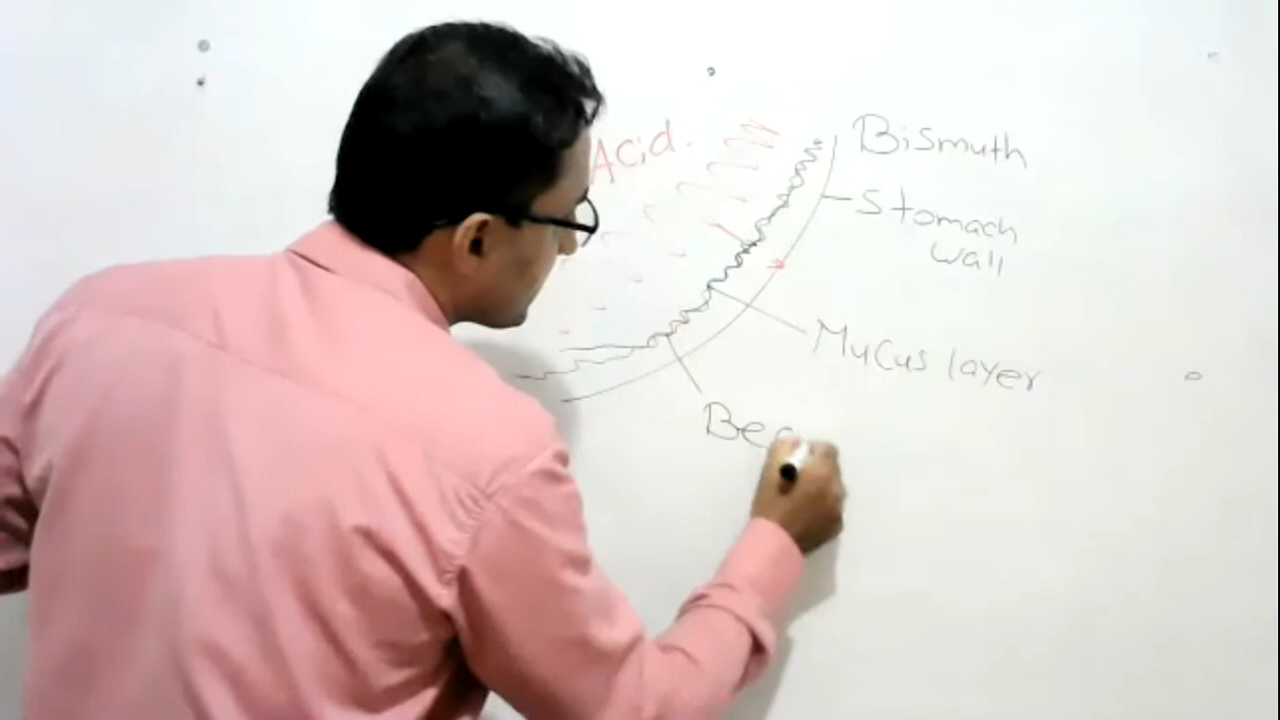 Acid.
Bismuth
Stomach
wall
Mucus layer